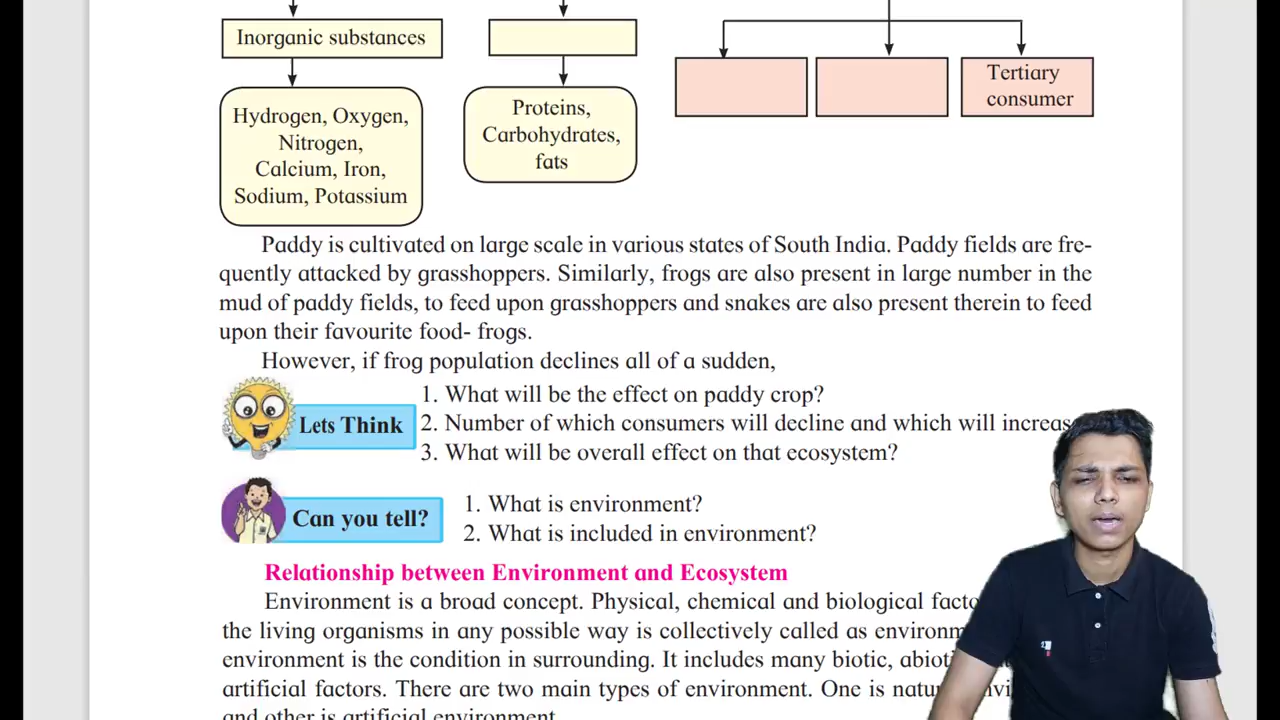 Inorganic substances
Hydrogen, Oxygen,
Nitrogen,
Calcium, Iron,
Sodium, Potassium
Proteins,
Carbohydrates,
fats
Tertiary
consumer
Paddy is cultivated on large scale in various states of South India. Paddy fields are fre-
quently attacked by grasshoppers. Similarly, frogs are also present in large number in the
mud of paddy fields, to feed upon grasshoppers and snakes are also present therein to feed
upon their favourite food- frogs.
However, if frog population declines all of a sudden,
Lets Think
1. What will be the effect on paddy crop?
2. Number of which consumers will decline and which will increas
3. What will be overall effect on that ecosystem?
Can you tell?
1. What is environment?
2. What is included in environment?
Relationship between Environment and Ecosystem
Environment is a broad concept. Physical, chemical and biological facto
the living organisms in any possible way is collectively called as environm
environment is the condition in surrounding. It includes many biotic, abioti
artificial factors. There are two main types of environment. One is natu
and other is artificial environment.